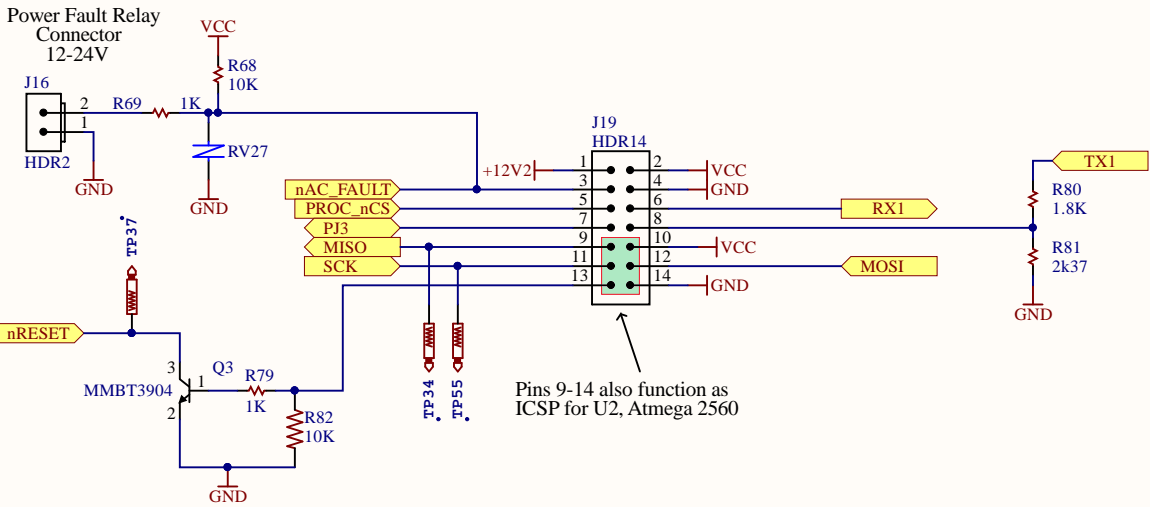 Power Fault Relay
Connector
12-24V
VCC
R68
10K
J16
2
R69
1K
1
HDR2
GND
RV27
GND
J19
HDR14
+12V2
1
2
VCC
nAC_FAULT
3
4
GND
PROC_nCS
5
6
RX1
PJ3
7
8
MISO
9
10
VCC
SCK
11
12
MOSI
13
14
GND
TX1
R80
1.8K
R81
2k37
GND
TP37
nRESET
3
Q3
MMBT3904
1
R79
1K
2
R82
10K
GND
TP34
TP55
Pins 9-14 also function as
ICSP for U2, Atmega 2560